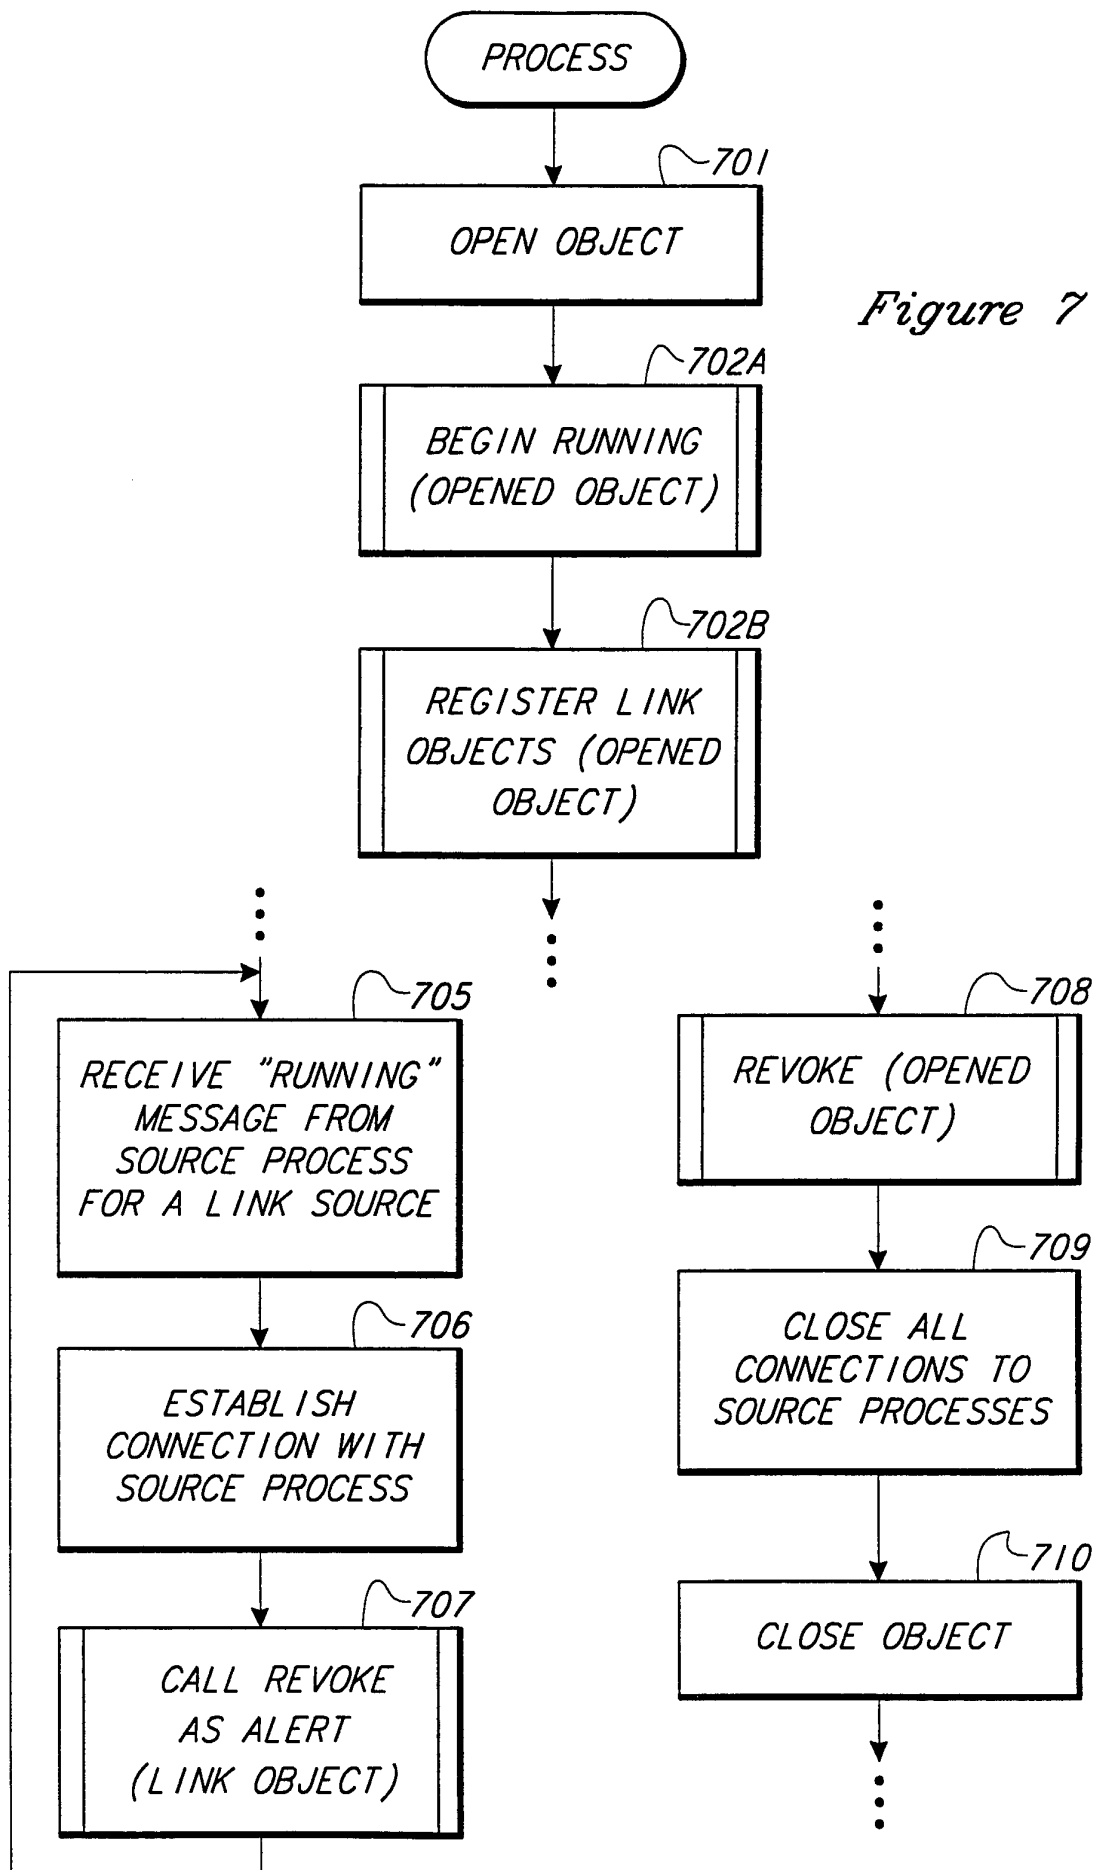 PROCESS
701
OPEN OBJECT
Figure 7
702A
BEGIN RUNNING
(OPENED OBJECT)
702B
REGISTER LINK
OBJECTS (OPENED
OBJECT)
705
RECEIVE "RUNNING"
MESSAGE FROM
SOURCE PROCESS
FOR A LINK SOURCE
706
ESTABLISH
CONNECTION WITH
SOURCE PROCESS
707
CALL REVOKE
AS ALERT
(LINK OBJECT)
708
REVOKE (OPENED
OBJECT)
709
CLOSE ALL
CONNECTIONS TO
SOURCE PROCESSES
710
CLOSE OBJECT